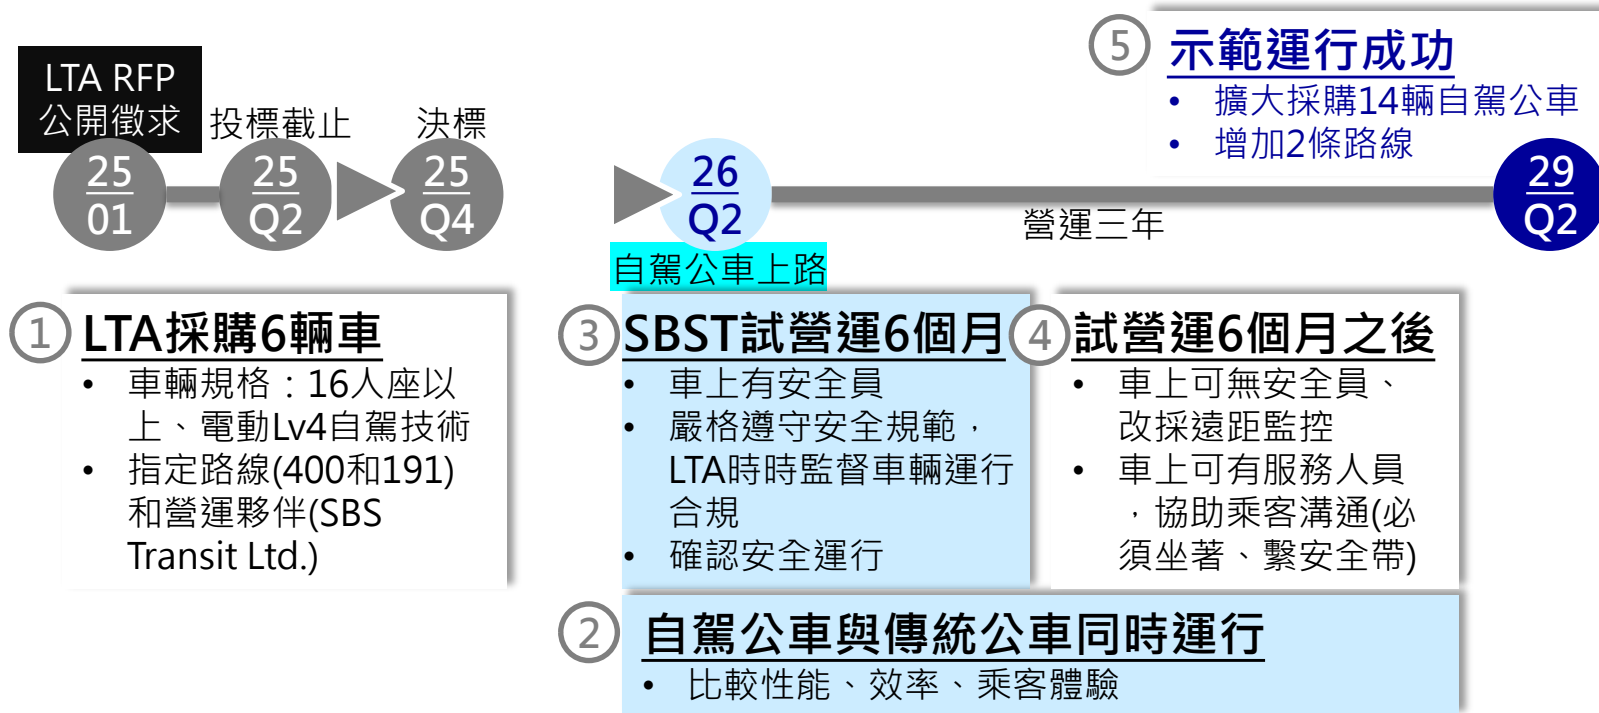 LTA RFP
公開徵求
投標截止
決標
25
01
25
Q2
25
Q4
26
Q2
自駕公車上路
營運三年
29
Q2
5
示範運行成功
• 擴大採購14輛自駕公車
• 增加2條路線
1
LTA採購6輛車
• 車輛規格：16人座以
上、電動Lv4自駕技術
• 指定路線(400和191)
和營運夥伴(SBS
Transit Ltd.)
3
SBST試營運6個月
• 車上有安全員
• 嚴格遵守安全規範，
LTA時時監督車輛運行
合規
• 確認安全運行
4
試營運6個月之後
• 車上可無安全員、
改採遠距監控
• 車上可有服務人員
，協助乘客溝通(必
須坐著、繫安全帶)
2
自駕公車與傳統公車同時運行
• 比較性能、效率、乘客體驗